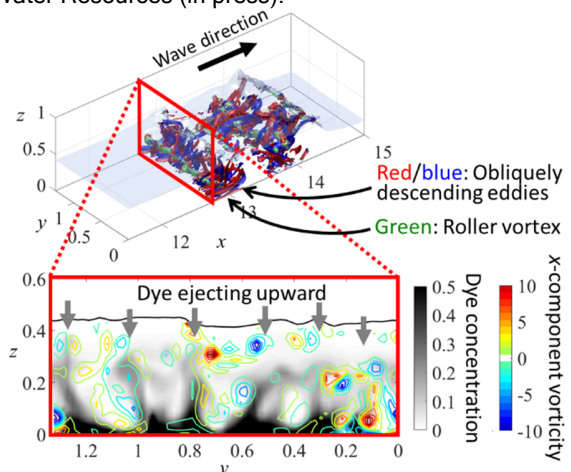 Water Resources (in press).
Wave direction
z
1
0.5
0
y
1
0.5
0
12
x
13
14
15
Red/blue: Obliquely
descending eddies
Green: Roller vortex
0.6
Dye ejecting upward
z
0.4
0.2
0
1.2
1
0.8
0.6
0.4
0.2
0
y
0.5
0.4
0.3
0.2
0.1
0
Dye concentration
10
5
0
-5
-10
x-component vorticity